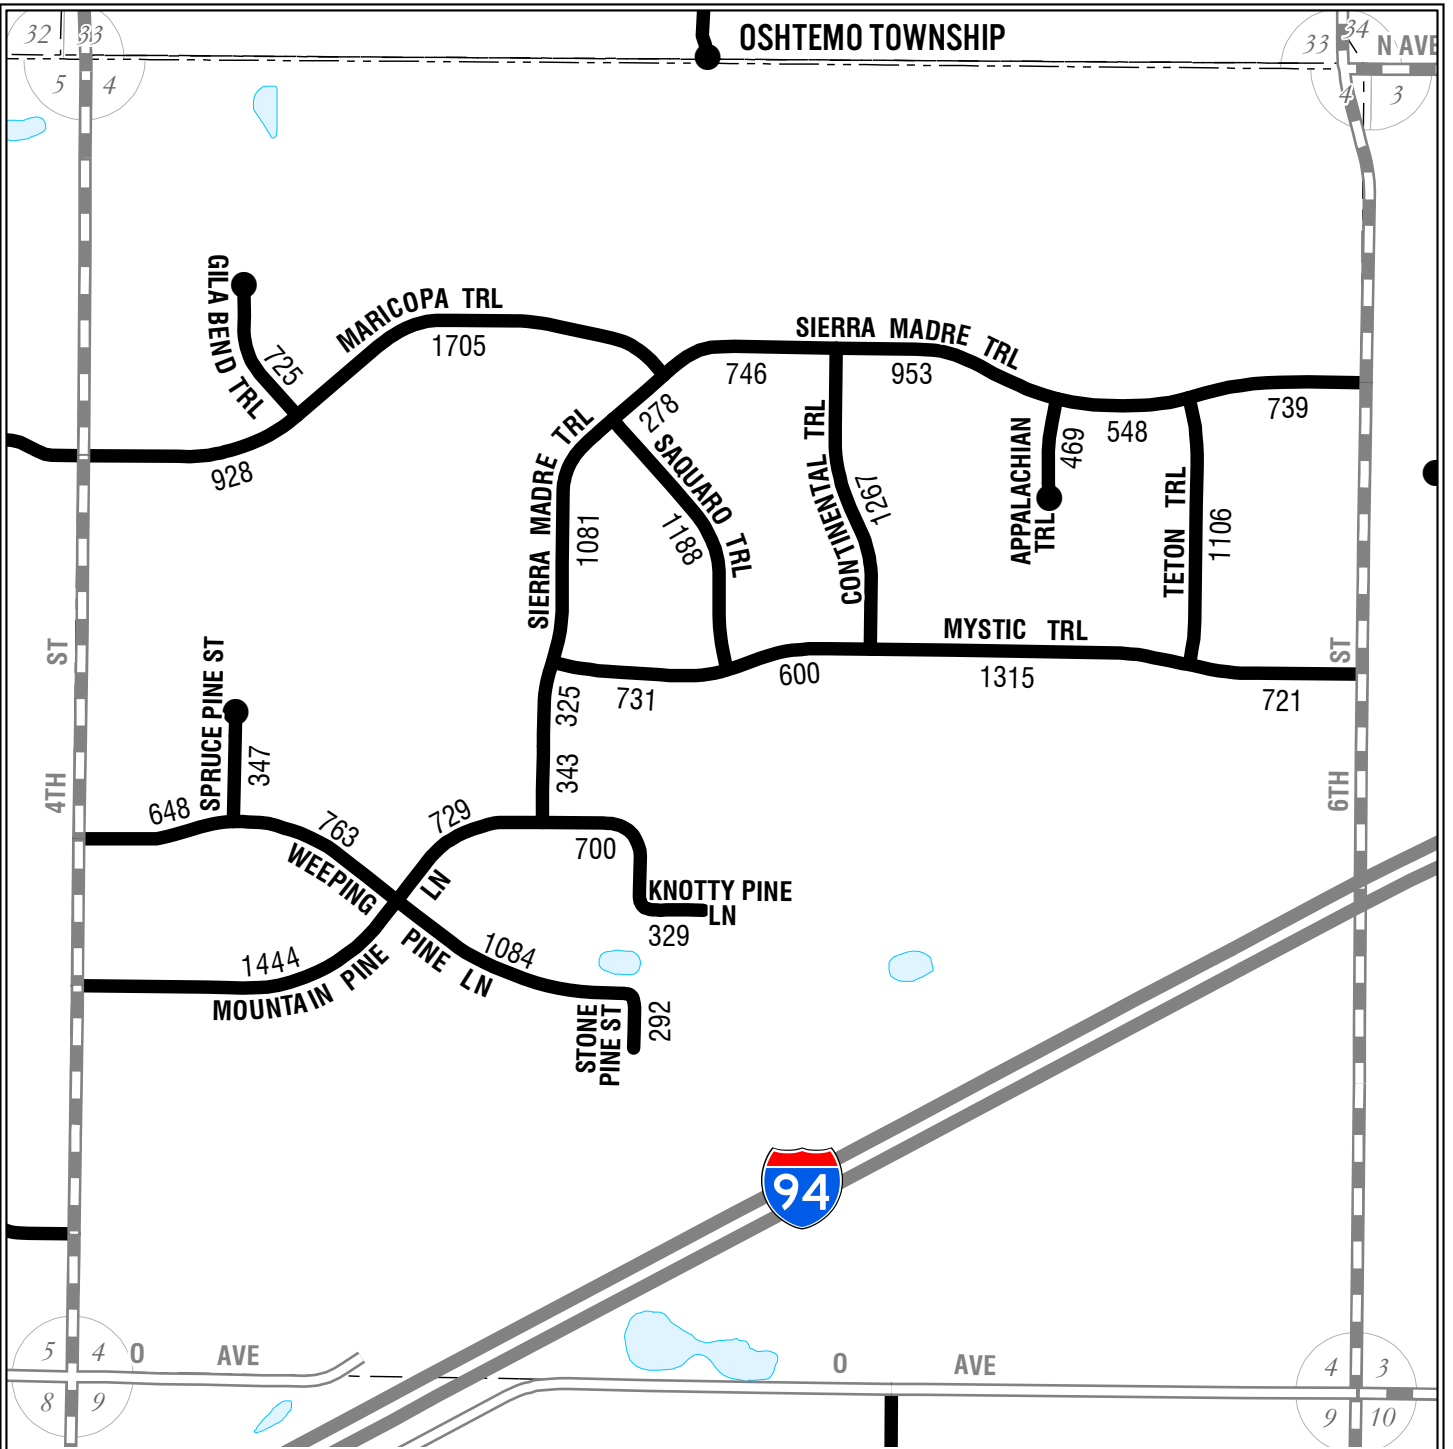 OSHTEMO TOWNSHIP
32 33
5 4
33 34
4 3
N AVE
GILA BEND TRL
725
MARICOPA TRL
1705
928
SIERRA MADRE TRL
746
953
739
278
548
469
APPALACHIAN
TRL
SIERRA MADRE TRL
1081
SAQUARO TRL
1188
CONTINENTAL TRL
1267
TETON TRL
1106
MYSTIC TRL
731
600
1315
721
325
343
4TH ST
6TH ST
SPRUCE PINE ST
347
648
763
729
700
WEEPING PINE LN
KNOTTY PINE
LN
329
1444
1084
MOUNTAIN PINE LN
STONE
PINE ST
292
94
5 4
8 9
O AVE
O AVE
4 3
9 10